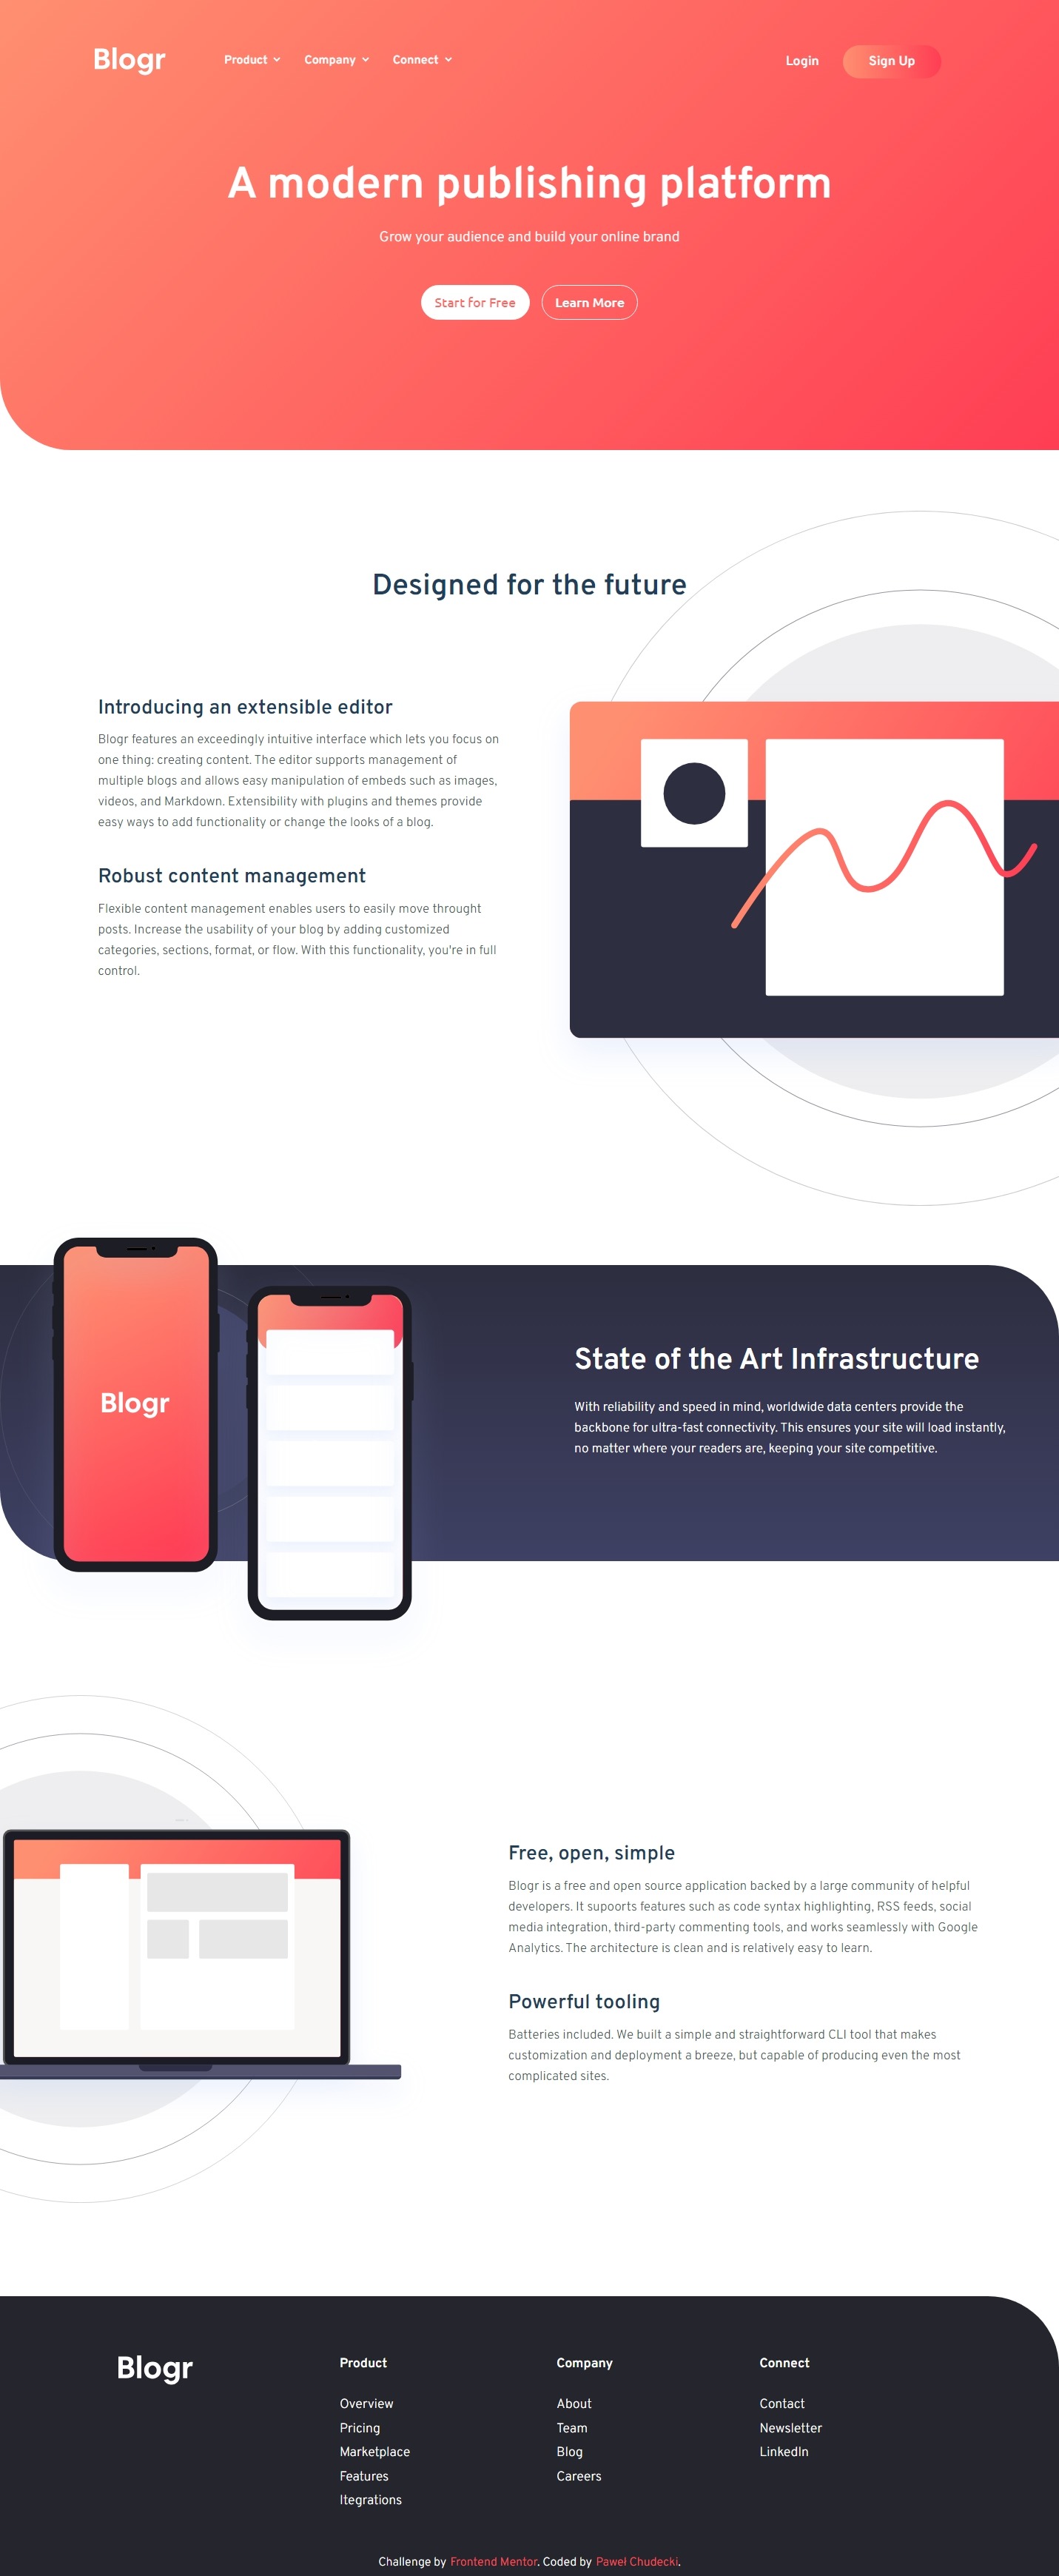 Blogr
Product Company Connect
Login Sign Up
A modern publishing platform
Grow your audience and build your online brand
Start for Free Learn More
Designed for the future
Introducing an extensible editor
Blogr features an exceedingly intuitive interface which lets you focus on
one thing: creating content. The editor supports management of
multiple blogs and allows easy manipulation of embeds such as images,
videos, and Markdown. Extensibility with plugins and themes provide
easy ways to add functionality or change the looks of a blog.
Robust content management
Flexible content management enables users to easily move throught
posts. Increase the usability of your blog by adding customized
categories, sections, format, or flow. With this functionality, you're in full
control.
Blogr
State of the Art Infrastructure
With reliability and speed in mind, worldwide data centers provide the
backbone for ultra-fast connectivity. This ensures your site will load instantly,
no matter where your readers are, keeping your site competitive.
Free, open, simple
Blogr is a free and open source application backed by a large community of helpful
developers. It supoorts features such as code syntax highlighting, RSS feeds, social
media integration, third-party commenting tools, and works seamlessly with Google
Analytics. The architecture is clean and is relatively easy to learn.
Powerful tooling
Batteries included. We built a simple and straightforward CLI tool that makes
customization and deployment a breeze, but capable of producing even the most
complicated sites.
Blogr
Product
Overview
Pricing
Marketplace
Features
Itegrations
Company
About
Team
Blog
Careers
Connect
Contact
Newsletter
LinkedIn
Challenge by Frontend Mentor. Coded by Paweł Chudecki.